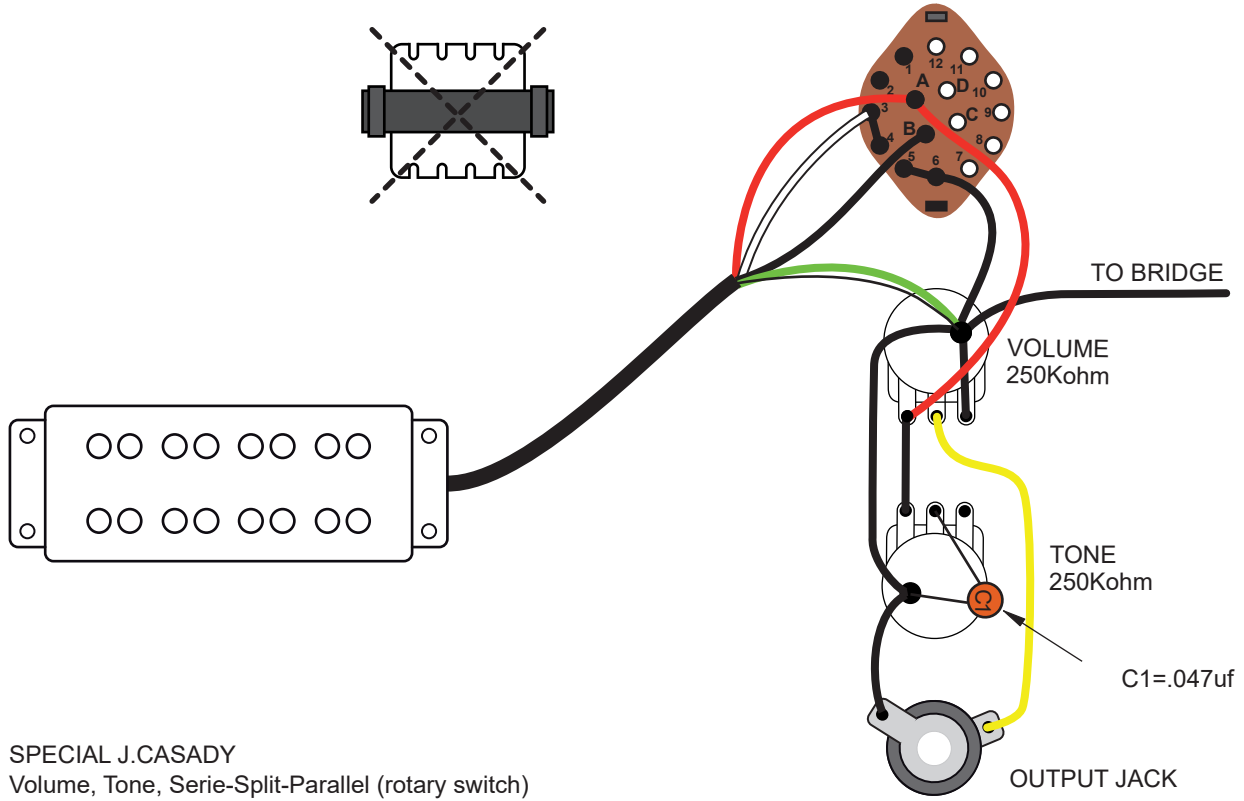 12
11
1
2
A
D
10
3
C
9
B
4
8
5
6
7
TO BRIDGE
VOLUME
250Kohm
TONE
250Kohm
C1
C1=.047uf
SPECIAL J.CASADY
Volume, Tone, Serie-Split-Parallel (rotary switch)
OUTPUT JACK